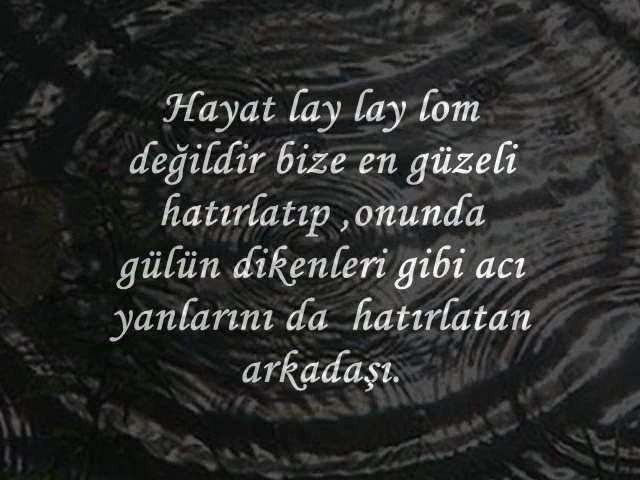 Hayat lay lay lom
değildir bize en güzeli
hatırlatıp ,onunda
gülün dikenleri gibi acı
yanlarını da  hatırlatan
arkadaşı.